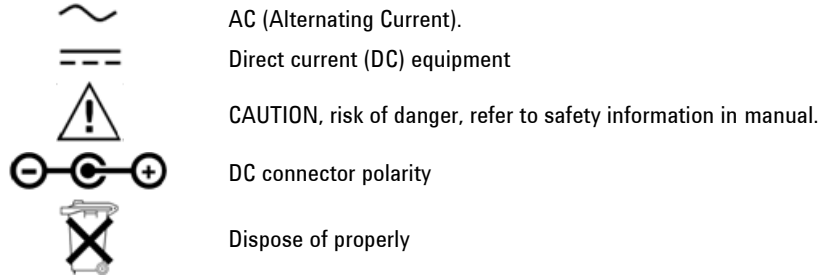 AC (Alternating Current).
Direct current (DC) equipment
CAUTION, risk of danger, refer to safety information in manual.
DC connector polarity
Dispose of properly